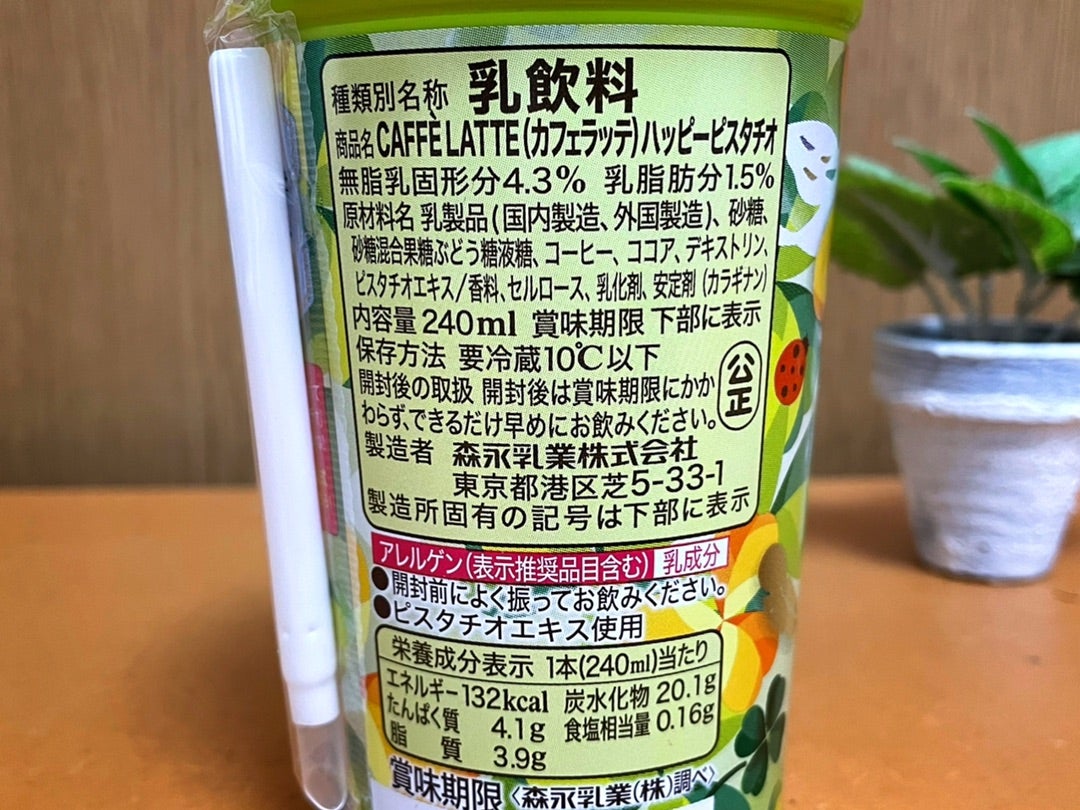 種類別名称 乳飲料
商品名 CAFFÈ LATTE(カフェラッテ)ハッピーピスタチオ
無脂乳固形分4.3% 乳脂肪分1.5%
原材料名 乳製品(国内製造、外国製造)、砂糖、
砂糖混合果糖ぶどう糖液糖、コーヒー、ココア、デキストリン、
ピスタチオエキス/香料、セルロース、乳化剤、安定剤(カラギナン)
内容量 240ml 賞味期限 下部に表示
保存方法 要冷蔵10℃以下
開封後の取扱 開封後は賞味期限にかか
わらず、できるだけ早めにお飲みください。
公正
製造者 森永乳業株式会社
東京都港区芝5-33-1
製造所固有の記号は下部に表示
アレルゲン(表示推奨品目含む) 乳成分
●開封前によく振ってお飲みください。
●ピスタチオエキス使用
栄養成分表示 1本(240ml)当たり
エネルギー 132kcal 炭水化物 20.1g
たんぱく質 4.1g 食塩相当量 0.16g
脂質 3.9g
賞味期限〈森永乳業(株)調べ〉